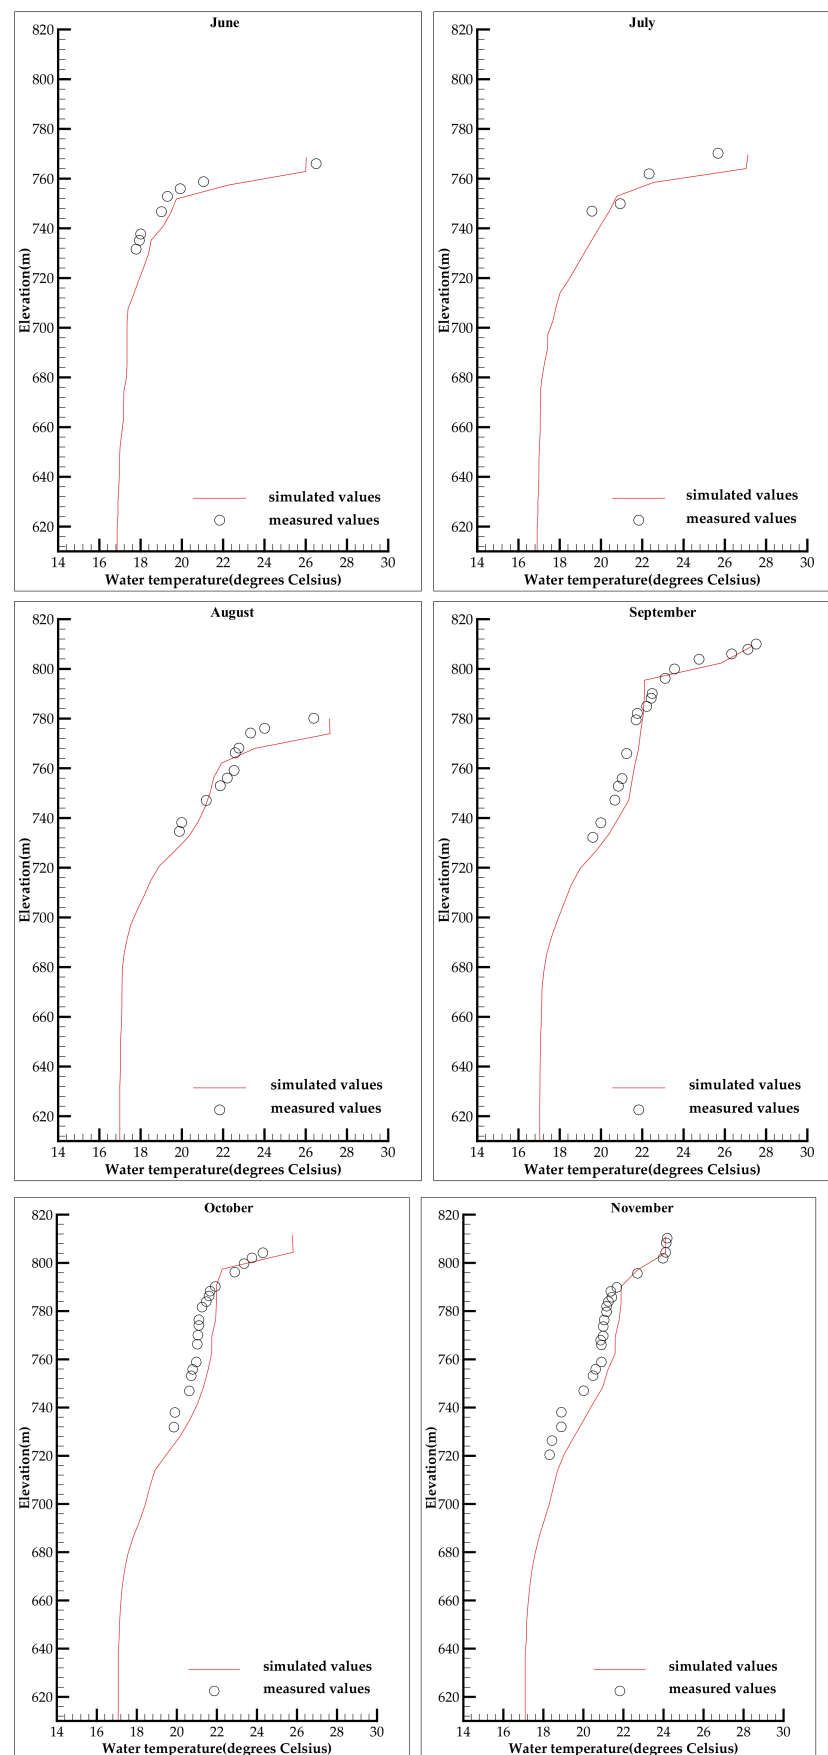 June
820
800
780
760
740
720
700
680
660
640
620
Elevation(m)
simulated values
measured values
14 16 18 20 22 24 26 28 30
Water temperature(degrees Celsius)
July
820
800
780
760
740
720
700
680
660
640
620
Elevation(m)
simulated values
measured values
14 16 18 20 22 24 26 28 30
Water temperature(degrees Celsius)
August
820
800
780
760
740
720
700
680
660
640
620
Elevation(m)
simulated values
measured values
14 16 18 20 22 24 26 28 30
Water temperature(degrees Celsius)
September
820
800
780
760
740
720
700
680
660
640
620
Elevation(m)
simulated values
measured values
14 16 18 20 22 24 26 28 30
Water temperature(degrees Celsius)
October
820
800
780
760
740
720
700
680
660
640
620
Elevation(m)
simulated values
measured values
14 16 18 20 22 24 26 28 30
Water temperature(degrees Celsius)
November
820
800
780
760
740
720
700
680
660
640
620
Elevation(m)
simulated values
measured values
14 16 18 20 22 24 26 28 30
Water temperature(degrees Celsius)